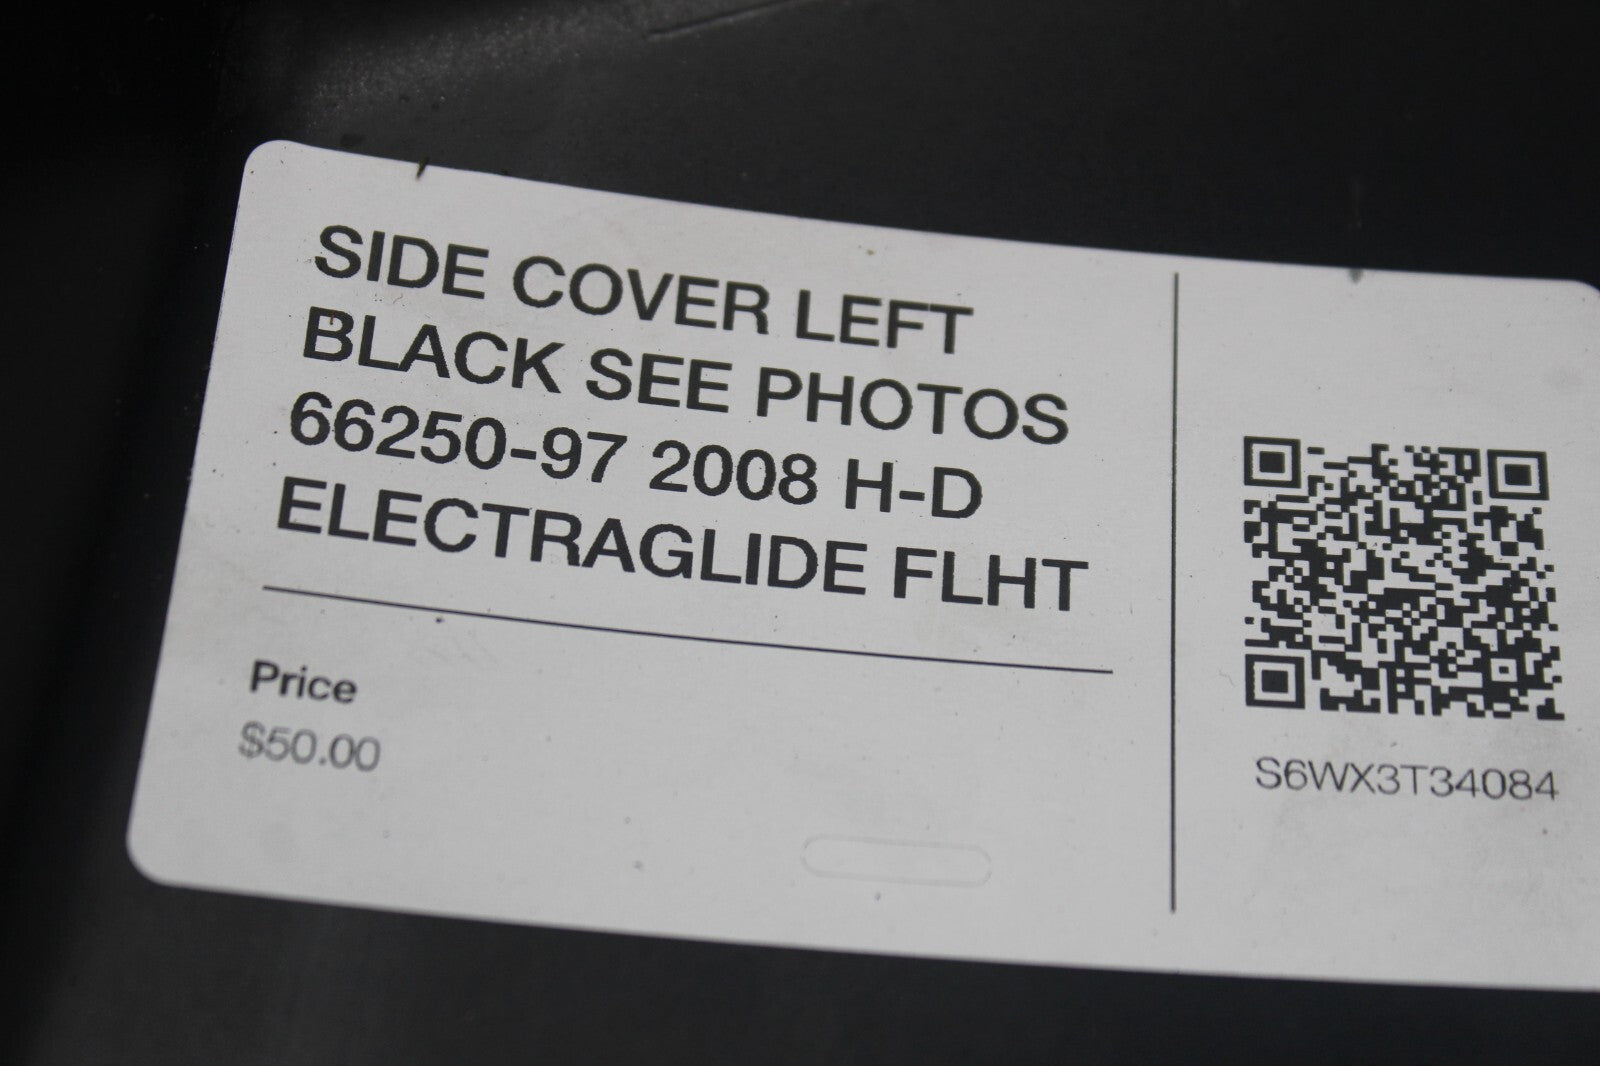 SIDE COVER LEFT
BLACK SEE PHOTOS
66250-97 2008 H-D
ELECTRAGLIDE FLHT
Price
$50.00
S6WX3T34084